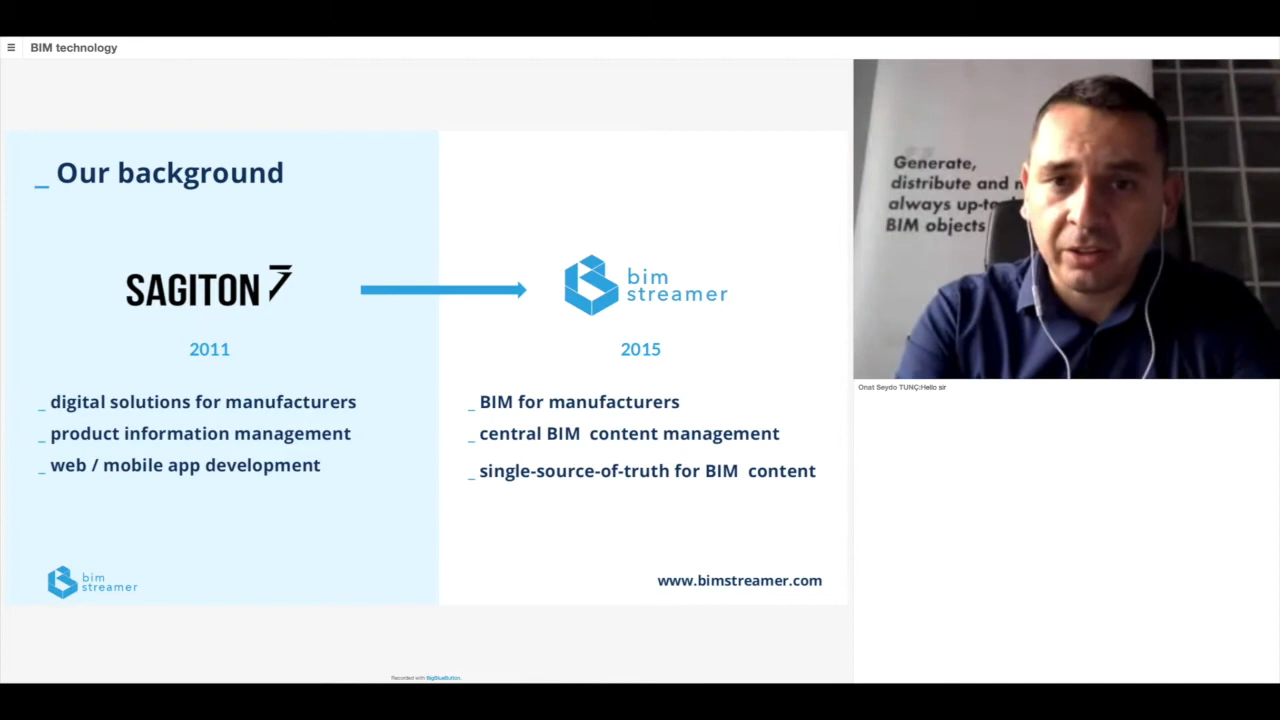 ☰ BIM technology
_ Our background
SAGITON
2011
_ digital solutions for manufacturers
_ product information management
_ web / mobile app development
bim
streamer
bim
streamer
2015
_ BIM for manufacturers
_ central BIM content management
_ single-source-of-truth for BIM content
www.bimstreamer.com
Generate,
distribute and
always
BIM objects
Onat Seydo TUNÇ:Hello sir
Recorded with BigBlueButton.